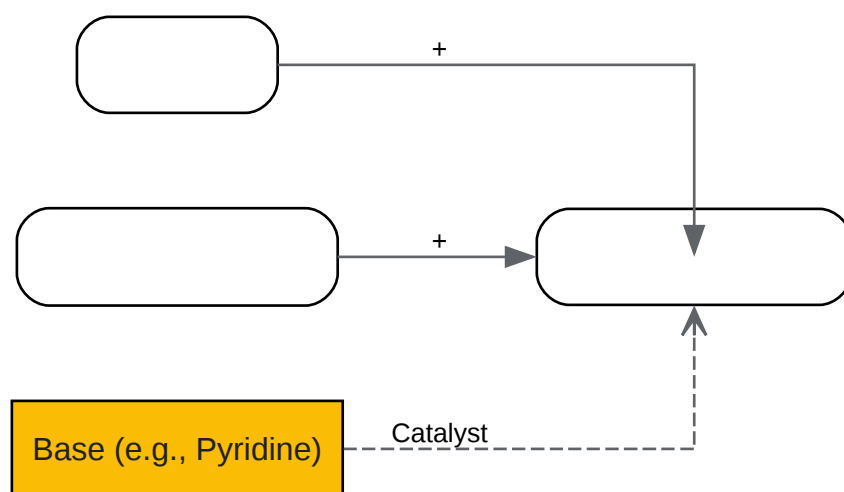 +
+
Catalyst
Base (e.g., Pyridine)